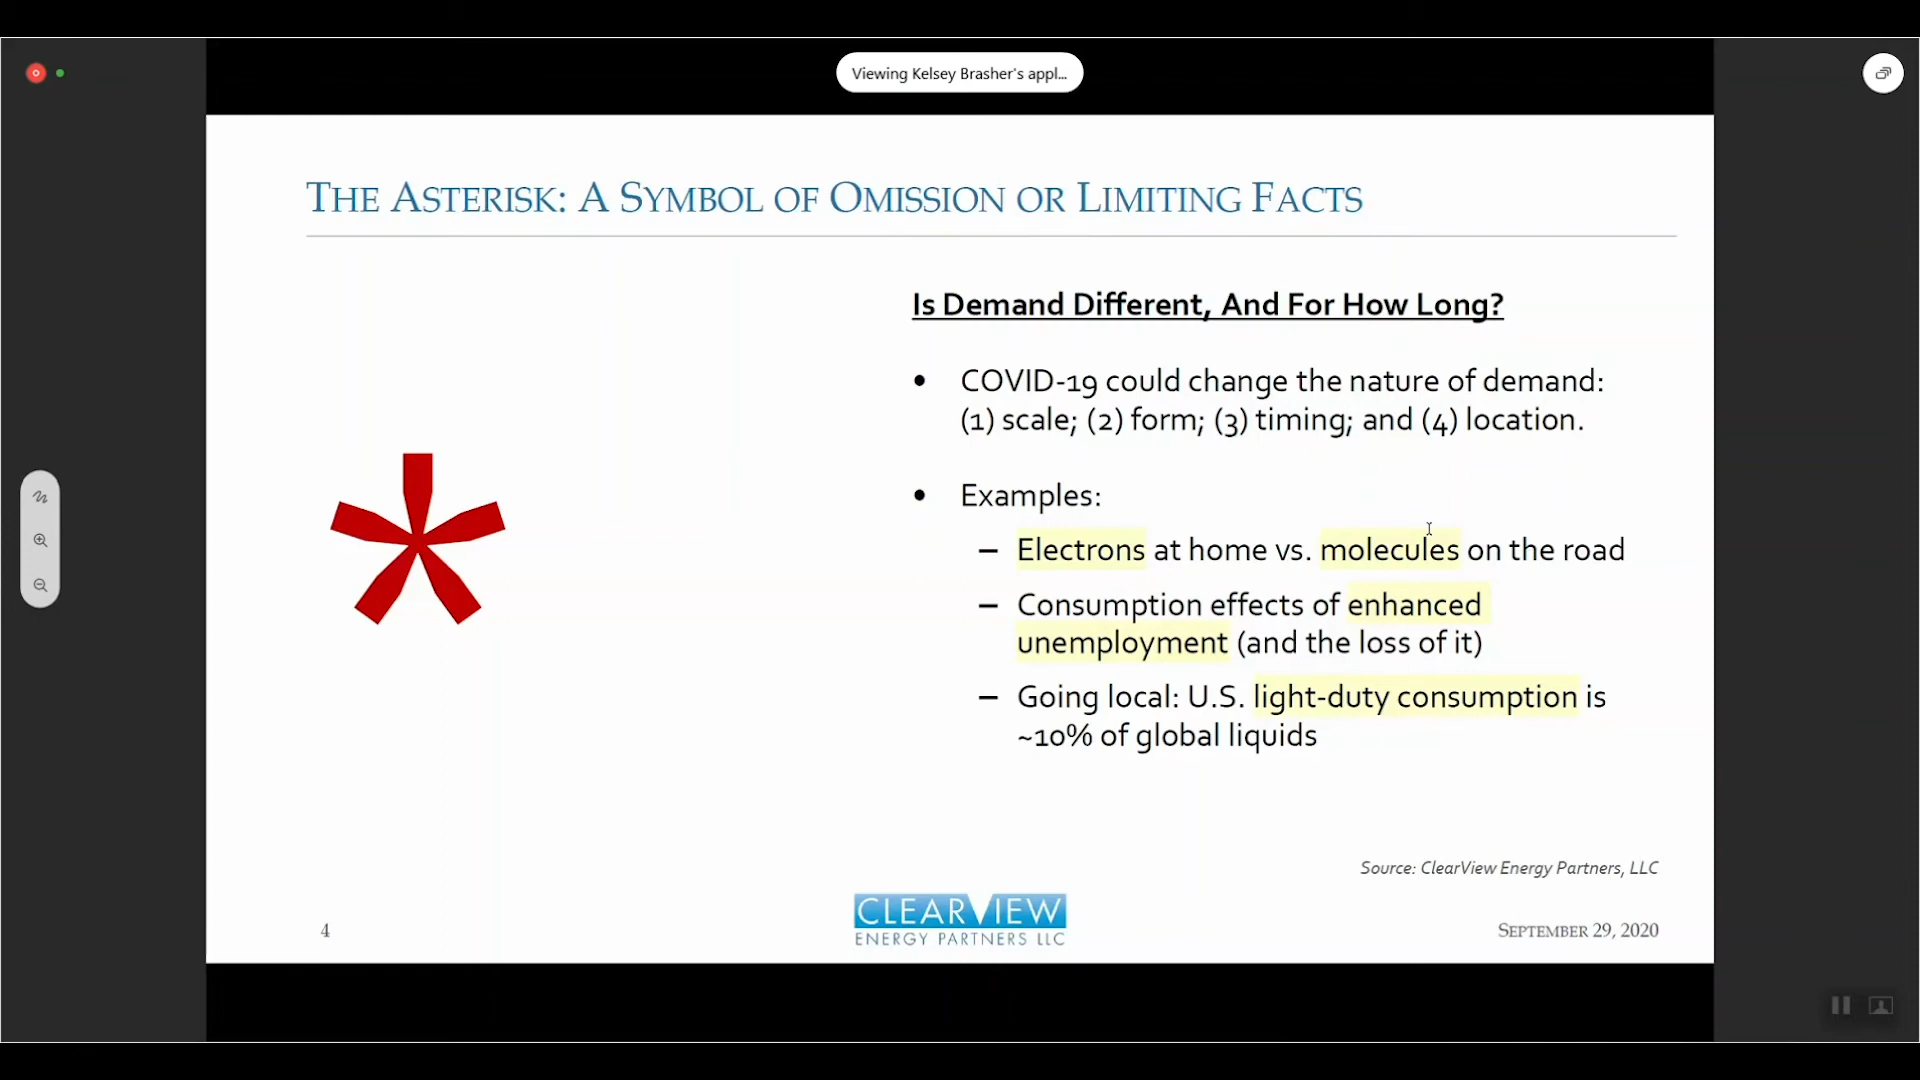 Viewing Kelsey Brasher's appl...
THE ASTERISK: A SYMBOL OF OMISSION OR LIMITING FACTS
Is Demand Different, And For How Long?
• COVID-19 could change the nature of demand:
(1) scale; (2) form; (3) timing; and (4) location.
• Examples:
– Electrons at home vs. molecules on the road
– Consumption effects of enhanced
unemployment (and the loss of it)
– Going local: U.S. light-duty consumption is
~10% of global liquids
*
Source: ClearView Energy Partners, LLC
4
CLEARVIEW
ENERGY PARTNERS LLC
SEPTEMBER 29, 2020